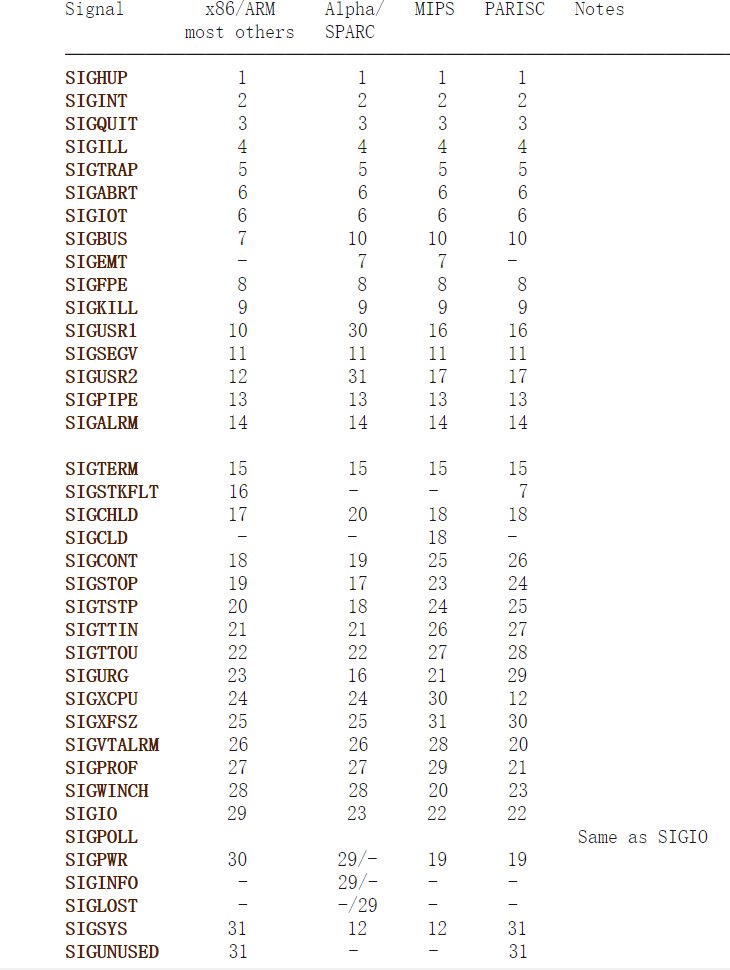 Signal x86/ARM Alpha/ MIPS PARISC Notes
most others SPARC
SIGHUP 1 1 1 1
SIGINT 2 2 2 2
SIGQUIT 3 3 3 3
SIGILL 4 4 4 4
SIGTRAP 5 5 5 5
SIGABRT 6 6 6 6
SIGIOT 6 6 6 6
SIGBUS 7 10 10 10
SIGEMT - 7 7 -
SIGFPE 8 8 8 8
SIGKILL 9 9 9 9
SIGUSR1 10 30 16 16
SIGSEGV 11 11 11 11
SIGUSR2 12 31 17 17
SIGPIPE 13 13 13 13
SIGALRM 14 14 14 14
SIGTERM 15 15 15 15
SIGSTKFLT 16 - - 7
SIGCHLD 17 20 18 18
SIGCLD - - 18 -
SIGCONT 18 19 25 26
SIGSTOP 19 17 23 24
SIGTSTP 20 18 24 25
SIGTTIN 21 21 26 27
SIGTTOU 22 22 27 28
SIGURG 23 16 21 29
SIGXCPU 24 24 30 12
SIGXFSZ 25 25 31 30
SIGVTALRM 26 26 28 20
SIGPROF 27 27 29 21
SIGWINCH 28 28 20 23
SIGIO 29 23 22 22
SIGPOLL Same as SIGIO
SIGPWR 30 29/- 19 19
SIGINFO - 29/- - -
SIGLOST - -/29 - -
SIGSYS 31 12 12 31
SIGUNUSED 31 - - 31